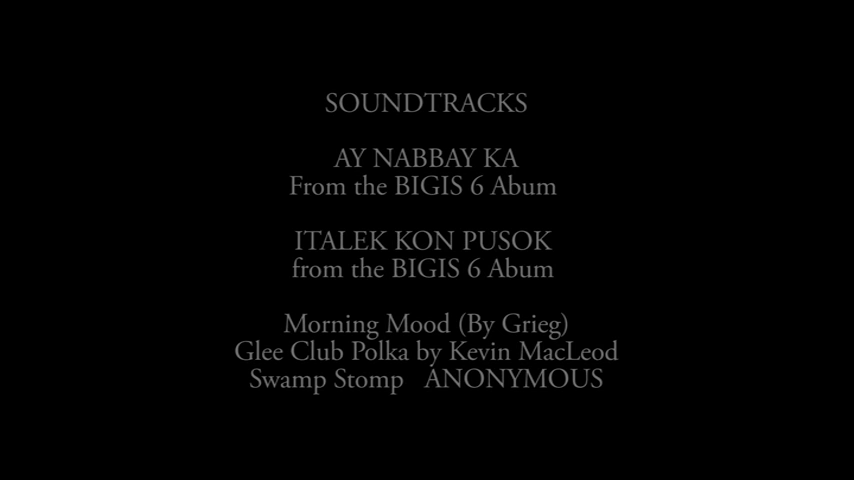 SOUNDTRACKS
AY NABBAY KA
From the BIGIS 6 Abum
ITALEK KON PUSOK
from the BIGIS 6 Abum
Morning Mood (By Grieg)
Glee Club Polka by Kevin MacLeod
Swamp Stomp ANONYMOUS